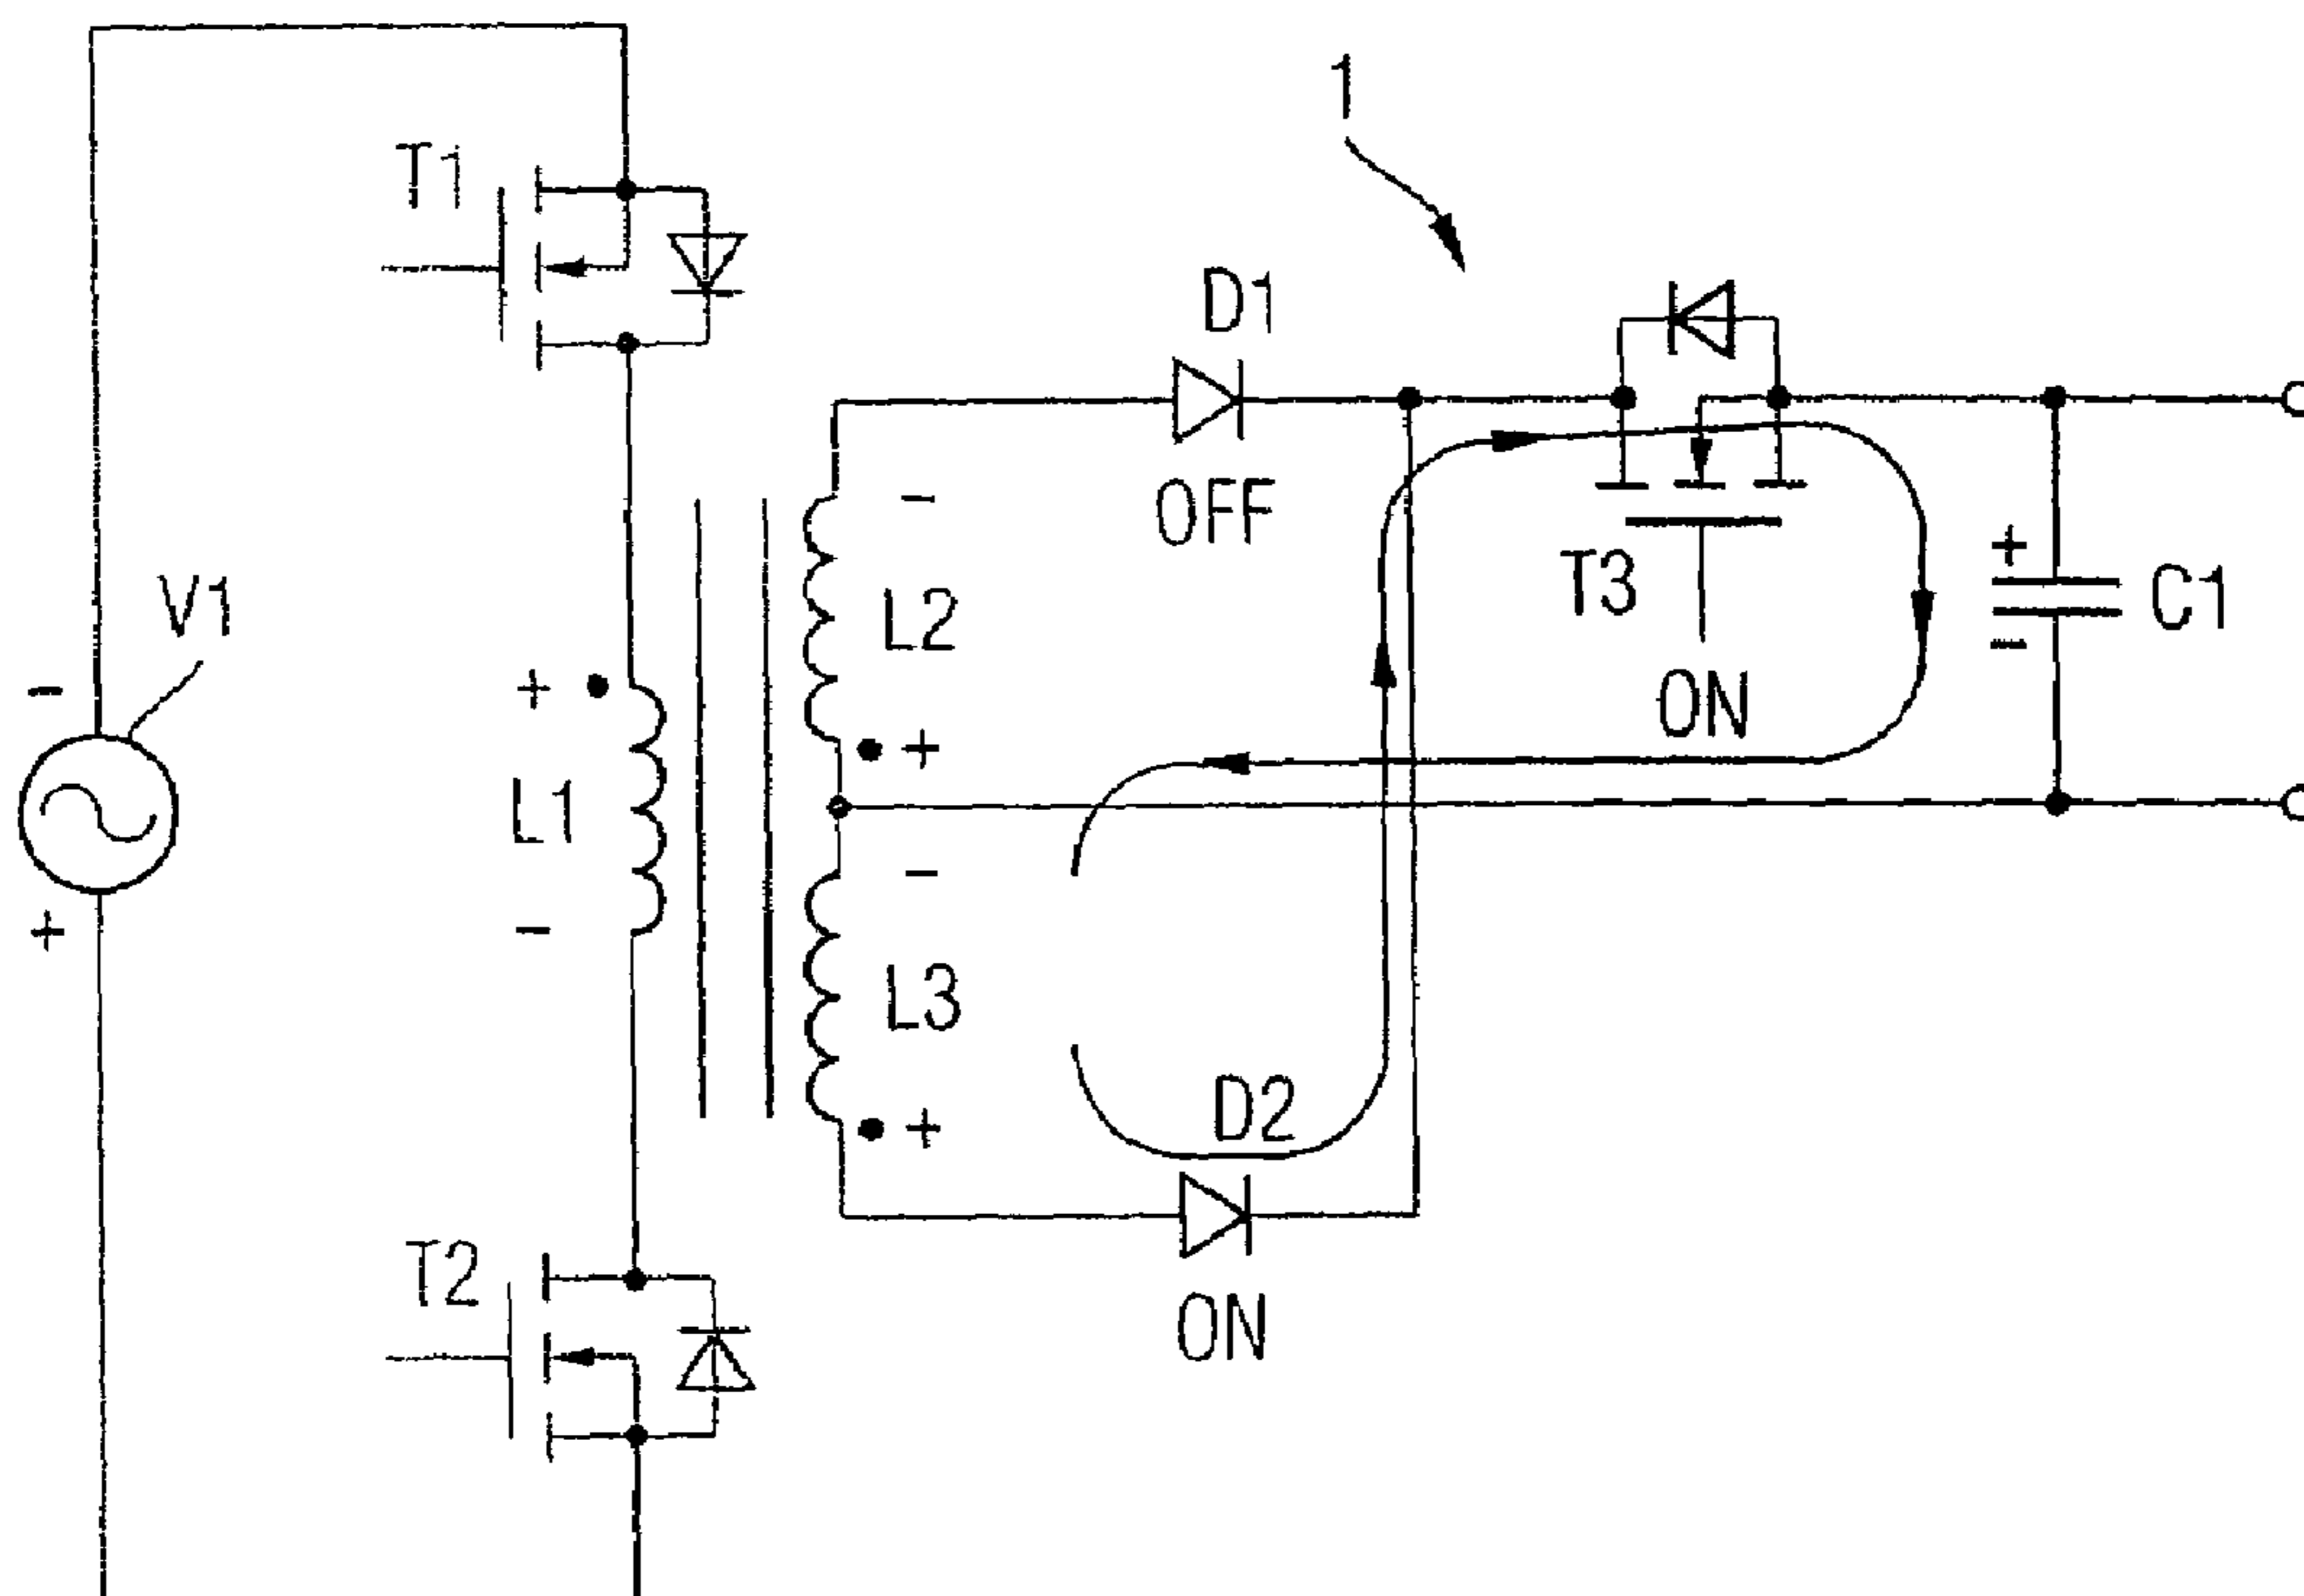 1
T1
D1
OFF
V1
-
+
+
L1
-
-
L2
+
-
L3
+
T3
ON
+
-
C1
D2
ON
T2